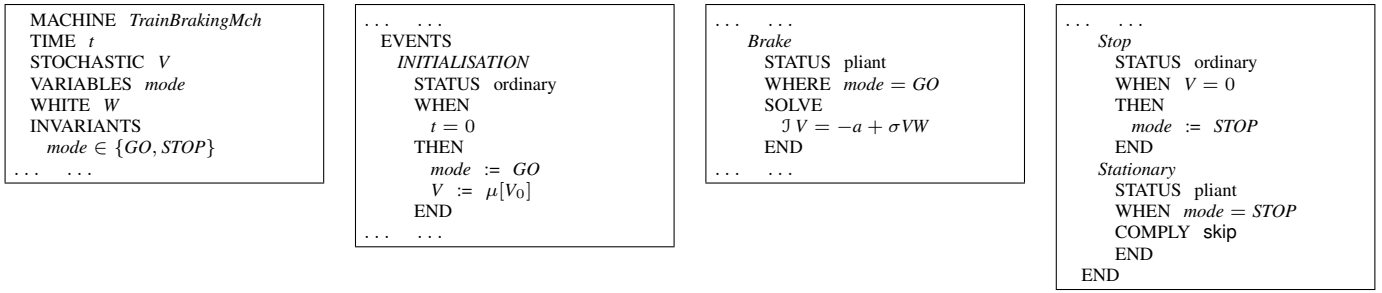 MACHINE TrainBrakingMch
TIME t
STOCHASTIC V
VARIABLES mode
WHITE W
INVARIANTS
mode ∈ {GO, STOP}
. . . . . .
. . . . . .
EVENTS
INITIALISATION
STATUS ordinary
WHEN
t = 0
THEN
mode := GO
V := μ[V₀]
END
. . . . . .
. . . . . .
Brake
STATUS pliant
WHERE mode = GO
SOLVE
ℐ V = −a + σVW
END
. . . . . .
. . . . . .
Stop
STATUS ordinary
WHEN V = 0
THEN
mode := STOP
END
Stationary
STATUS pliant
WHEN mode = STOP
COMPLY skip
END
END